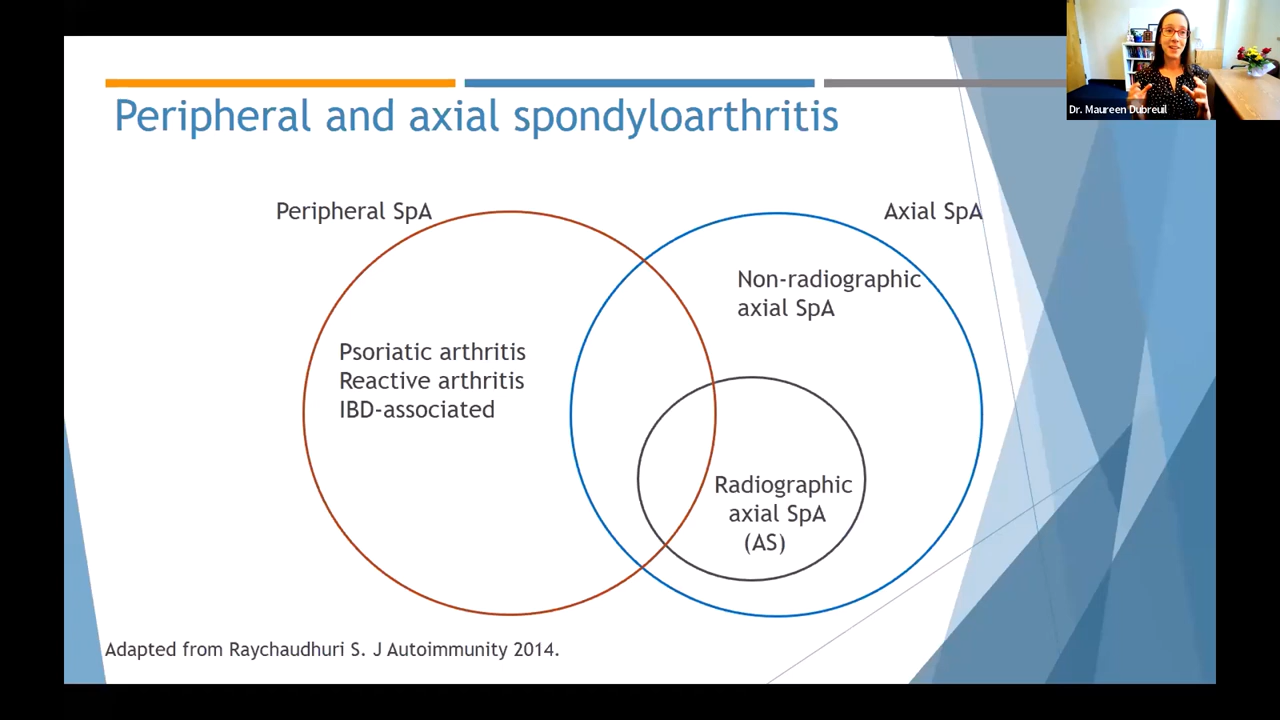 Dr. Maureen Dubreuil
Peripheral and axial spondyloarthritis
Peripheral SpA
Axial SpA
Non-radiographic
axial SpA
Psoriatic arthritis
Reactive arthritis
IBD-associated
Radiographic
axial SpA
(AS)
Adapted from Raychaudhuri S. J Autoimmunity 2014.